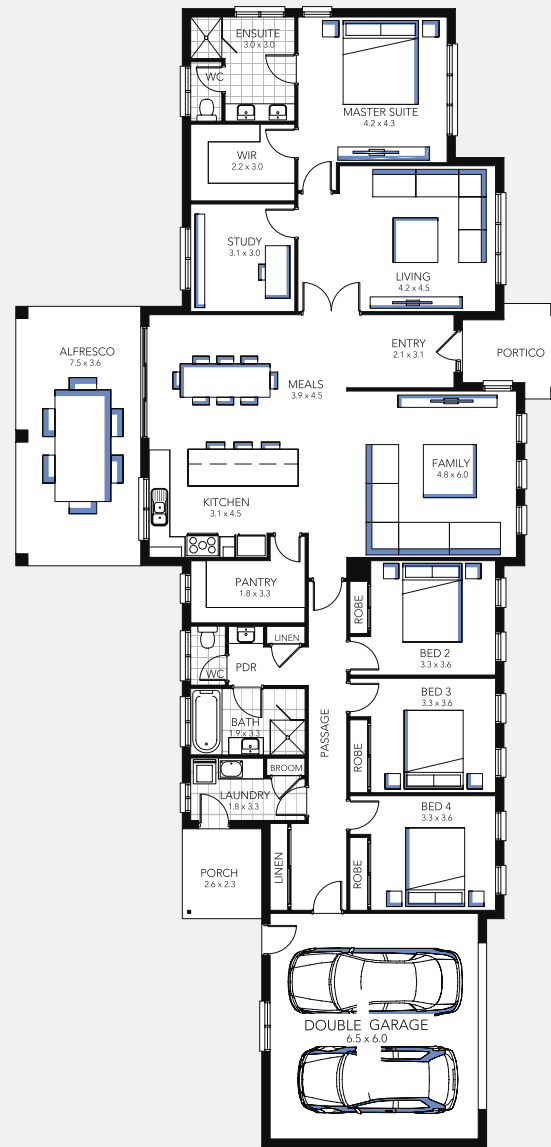 ENSUITE
3.0 x 3.0
WC
MASTER SUITE
4.2 x 4.3
WIR
2.2 x 3.0
STUDY
3.1 x 3.0
LIVING
4.2 x 4.5
ALFRESCO
7.5 x 3.6
ENTRY
2.1 x 3.1
PORTICO
MEALS
3.9 x 4.5
FAMILY
4.8 x 6.0
KITCHEN
3.1 x 4.5
PANTRY
1.8 x 3.3
ROBE
BED 2
3.3 x 3.6
LINEN
WC
PDR
BED 3
3.3 x 3.6
BATH
1.9 x 3.3
PASSAGE
ROBE
BROOM
LAUNDRY
1.8 x 3.3
BED 4
3.3 x 3.6
PORCH
2.6 x 2.3
LINEN
ROBE
DOUBLE GARAGE
6.5 x 6.0